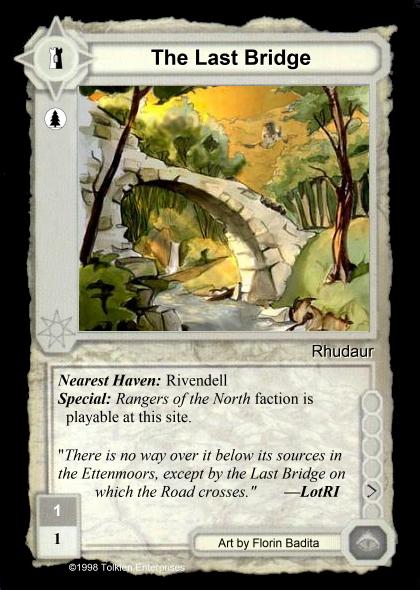 The Last Bridge
Rhudaur
Nearest Haven: Rivendell
Special: Rangers of the North faction is
playable at this site.
"There is no way over it below its sources in
the Ettenmoors, except by the Last Bridge on
which the Road crosses." —LotRI
1
1
Art by Florin Badita
©1998 Tolkien Enterprises